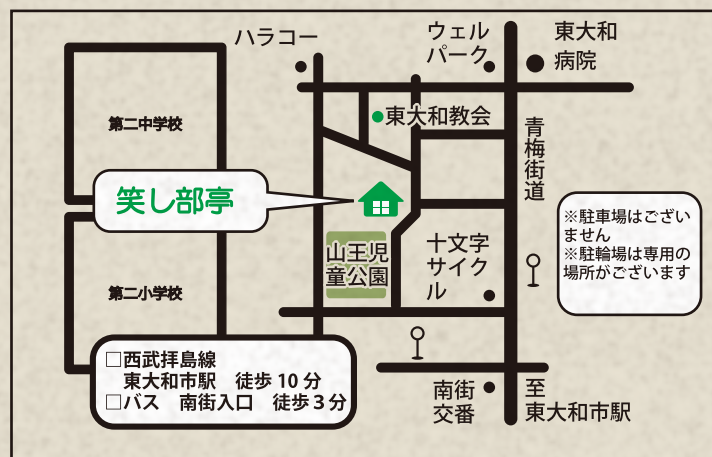 ハラコー
ウェル
パーク
東大和
病院
第二中学校
東大和教会
青梅街道
笑し部亭
※駐車場はござい
ません
※駐輪場は専用の
場所がございます
山王児
童公園
十文字
サイク
ル
第二小学校
□西武拝島線
東大和市駅　徒歩 10 分
□バス　南街入口　徒歩 3 分
南街
交番
至
東大和市駅